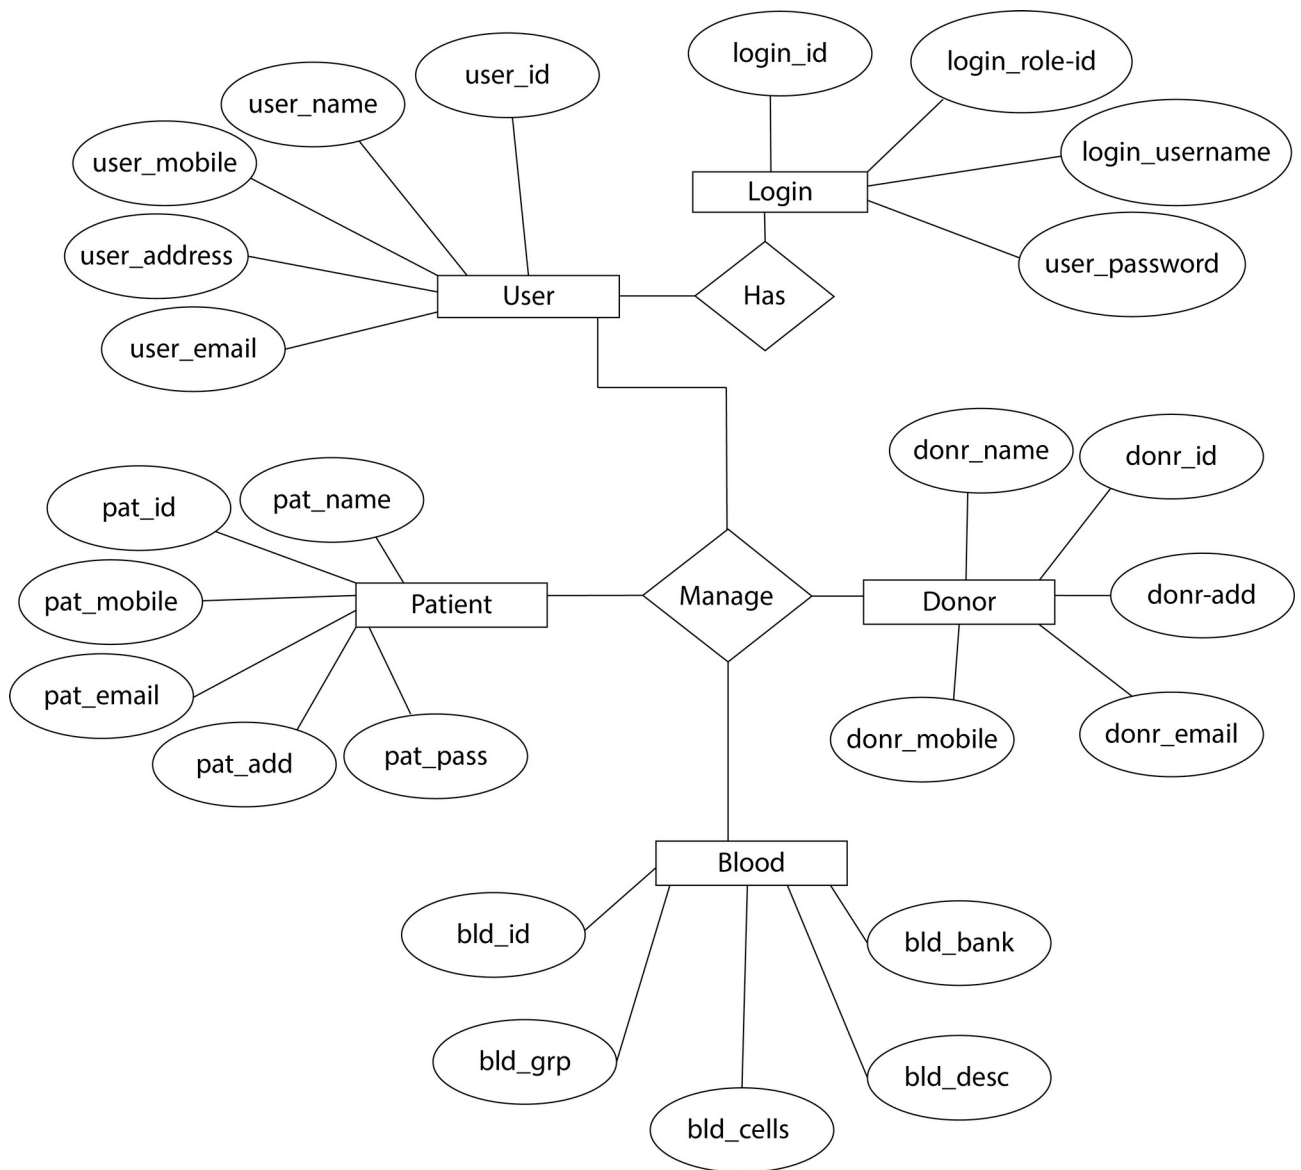 login_id
login_role-id
user_id
user_name
user_mobile
login_username
Login
user_address
user_password
User
Has
user_email
donr_name
donr_id
pat_id
pat_name
pat_mobile
Patient
Manage
Donor
donr-add
pat_email
pat_add
pat_pass
donr_mobile
donr_email
Blood
bld_id
bld_bank
bld_grp
bld_desc
bld_cells